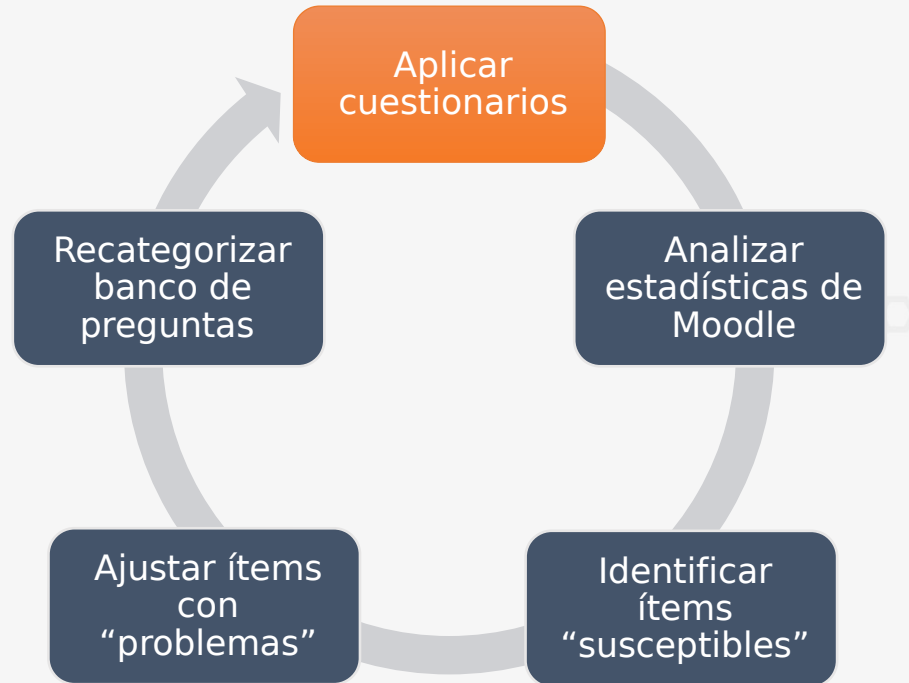 Aplicar
cuestionarios
Analizar
estadísticas de
Moodle
Identificar
ítems
“susceptibles”
Ajustar ítems
con
“problemas”
Recategorizar
banco de
preguntas